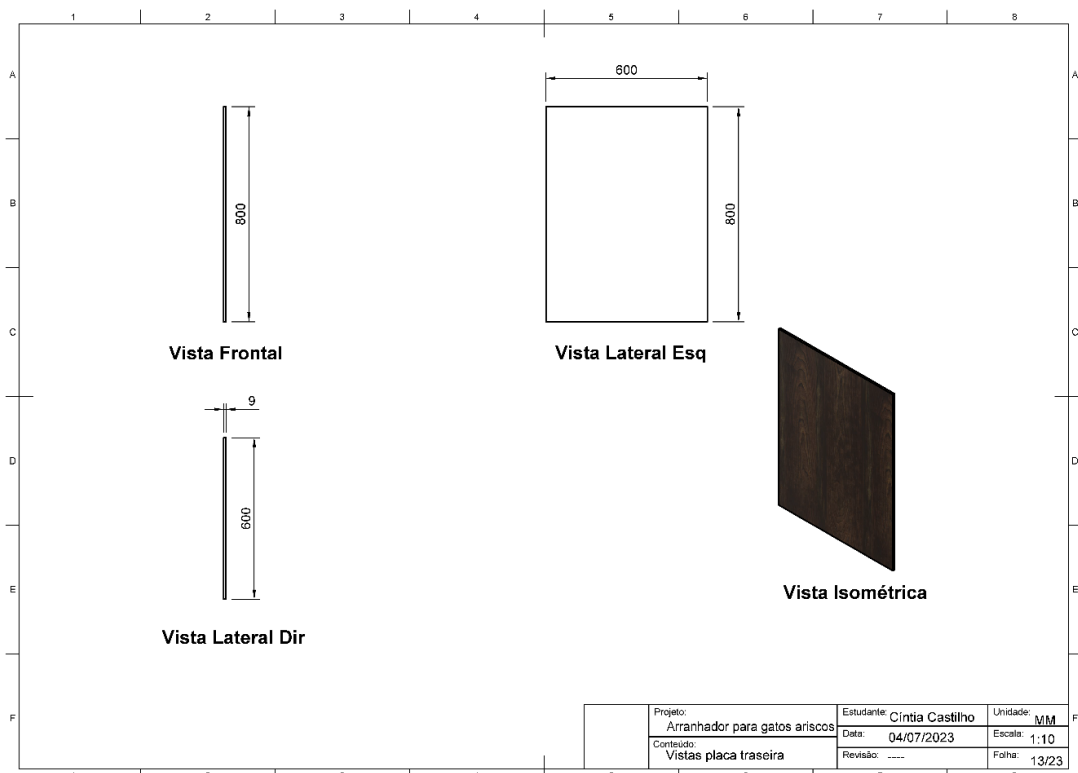 1 2 3 4 5 6 7 8
A A
600
800
800
B B
C C
Vista Frontal
Vista Lateral Esq
9
D D
600
E E
Vista Isométrica
Vista Lateral Dir
F F
Projeto:
Arranhador para gatos ariscos
Estudante: Cíntia Castilho
Unidade: MM
Data: 04/07/2023
Escala: 1:10
Conteúdo:
Vistas placa traseira
Revisão: ----
Folha: 13/23